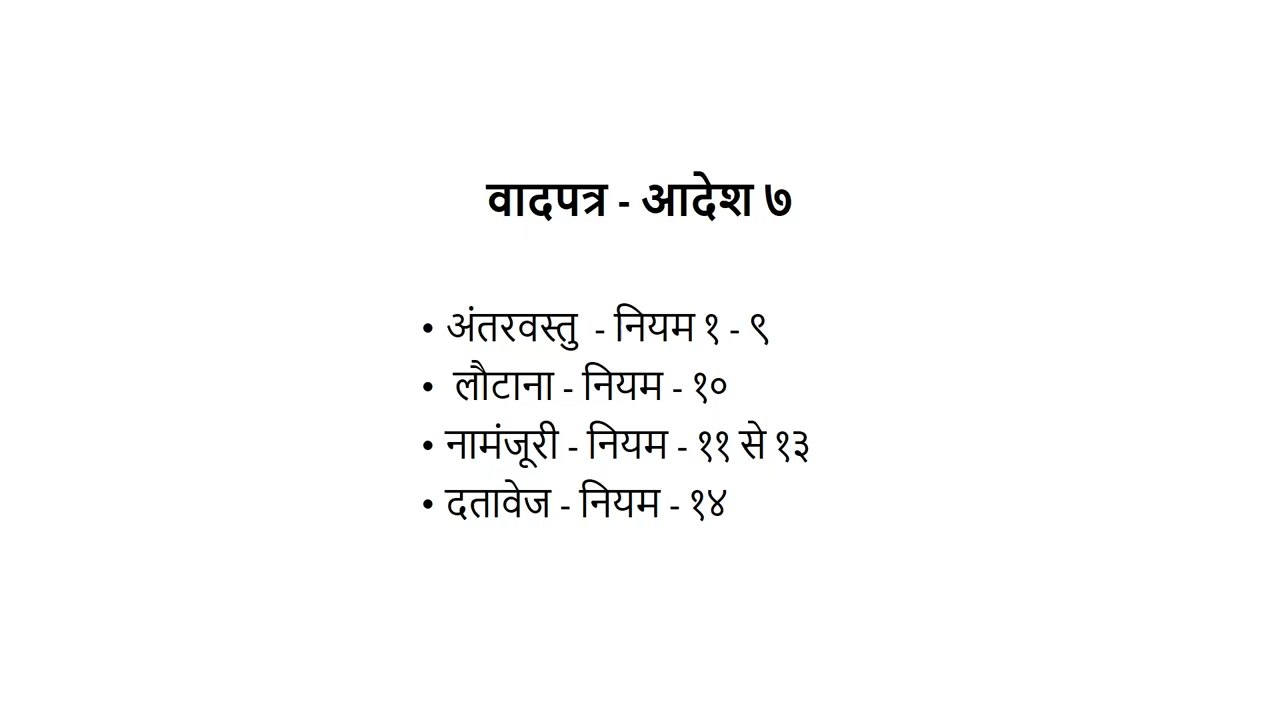 वादपत्र - आदेश ७
• अंतरवस्तु - नियम १ - ९
• लौटाना - नियम - १०
• नामंजूरी - नियम - ११ से १३
• दतावेज - नियम - १४